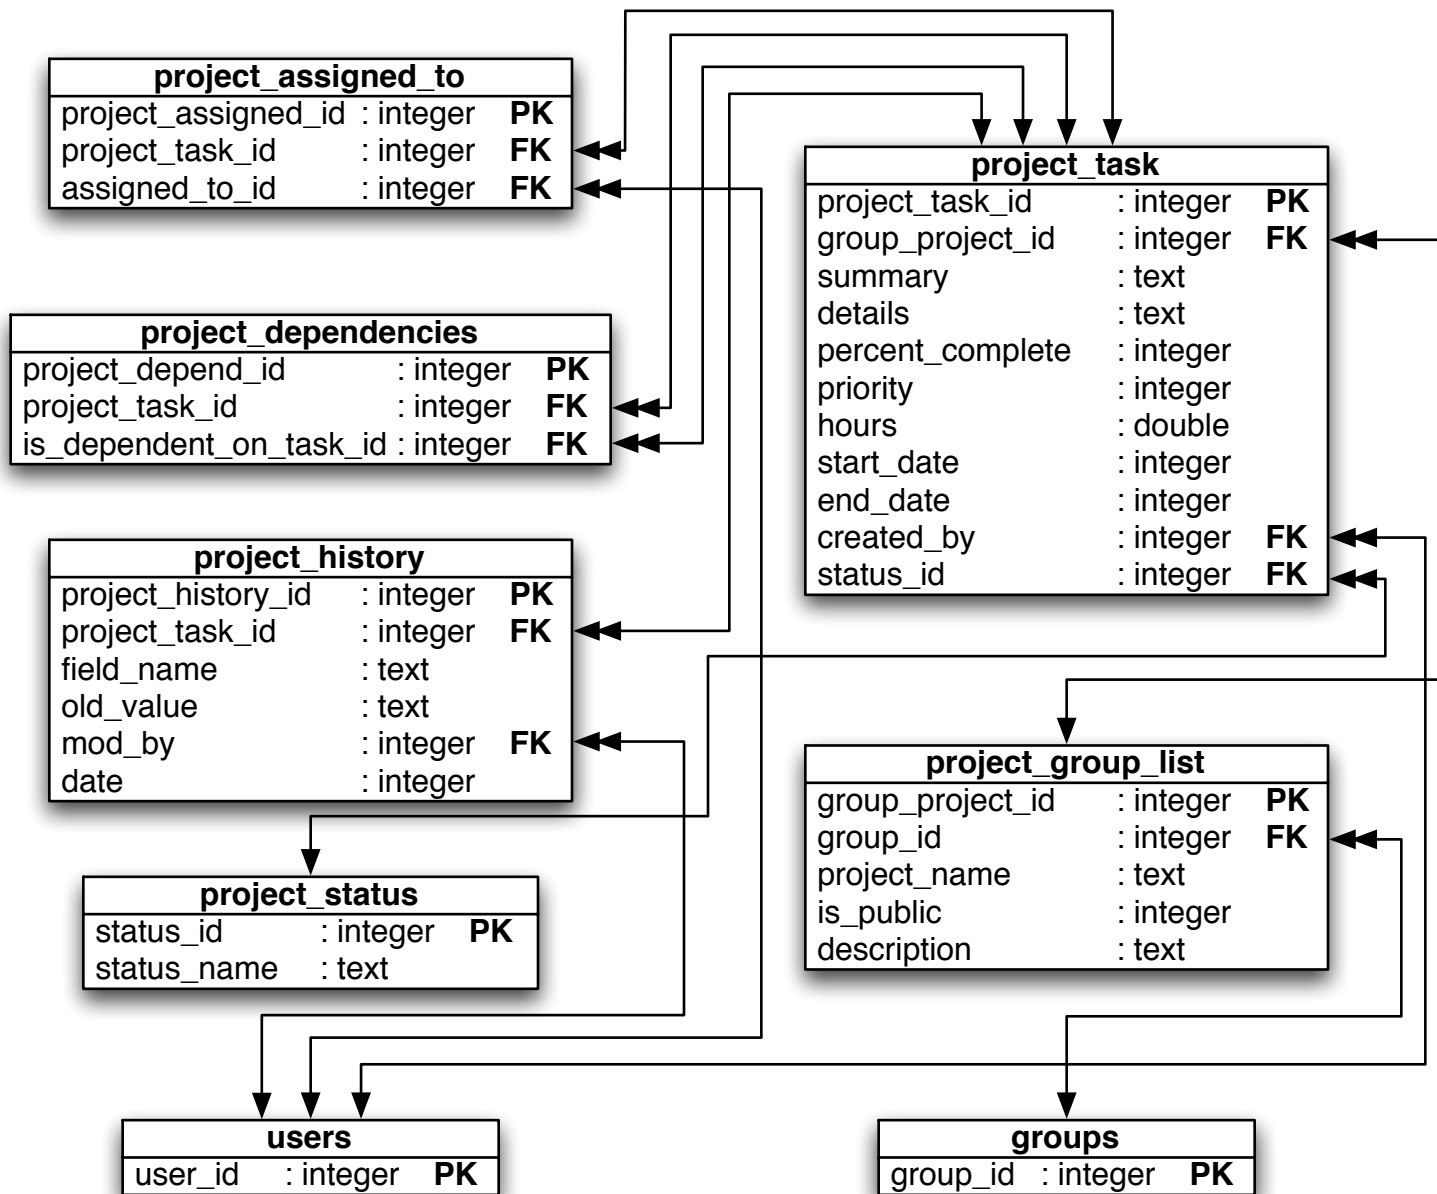 project_assigned_to
project_assigned_id : integer PK
project_task_id : integer FK
assigned_to_id : integer FK
project_dependencies
project_depend_id : integer PK
project_task_id : integer FK
is_dependent_on_task_id : integer FK
project_history
project_history_id : integer PK
project_task_id : integer FK
field_name : text
old_value : text
mod_by : integer FK
date : integer
project_status
status_id : integer PK
status_name : text
users
user_id : integer PK
project_task
project_task_id : integer PK
group_project_id : integer FK
summary : text
details : text
percent_complete : integer
priority : integer
hours : double
start_date : integer
end_date : integer
created_by : integer FK
status_id : integer FK
project_group_list
group_project_id : integer PK
group_id : integer FK
project_name : text
is_public : integer
description : text
groups
group_id : integer PK